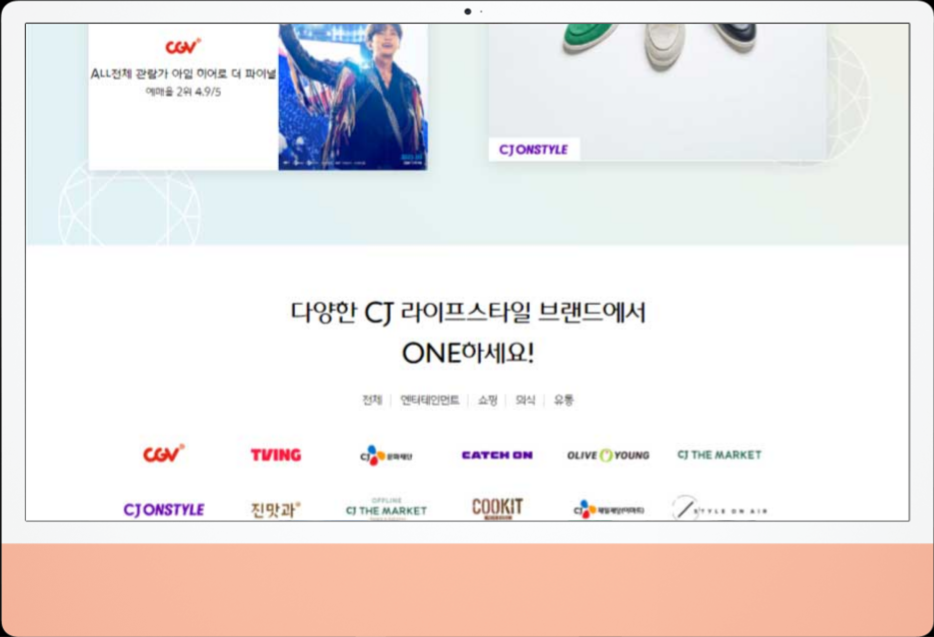 CGV
ALL전체 관람가 아임 히어로 더 파이널
예매율 2위 4.9/5
CJ ONSTYLE
다양한 CJ 라이프스타일 브랜드에서
ONE하세요!
전체 | 엔터테인먼트 | 쇼핑 | 외식 | 유통
CGV TVING CJ 문화재단 CATCH ON OLIVE YOUNG CJ THE MARKET
OFFLINE
CJ ONSTYLE 진맛과 CJ THE MARKET COOKIT CJ STYLE ON AIR